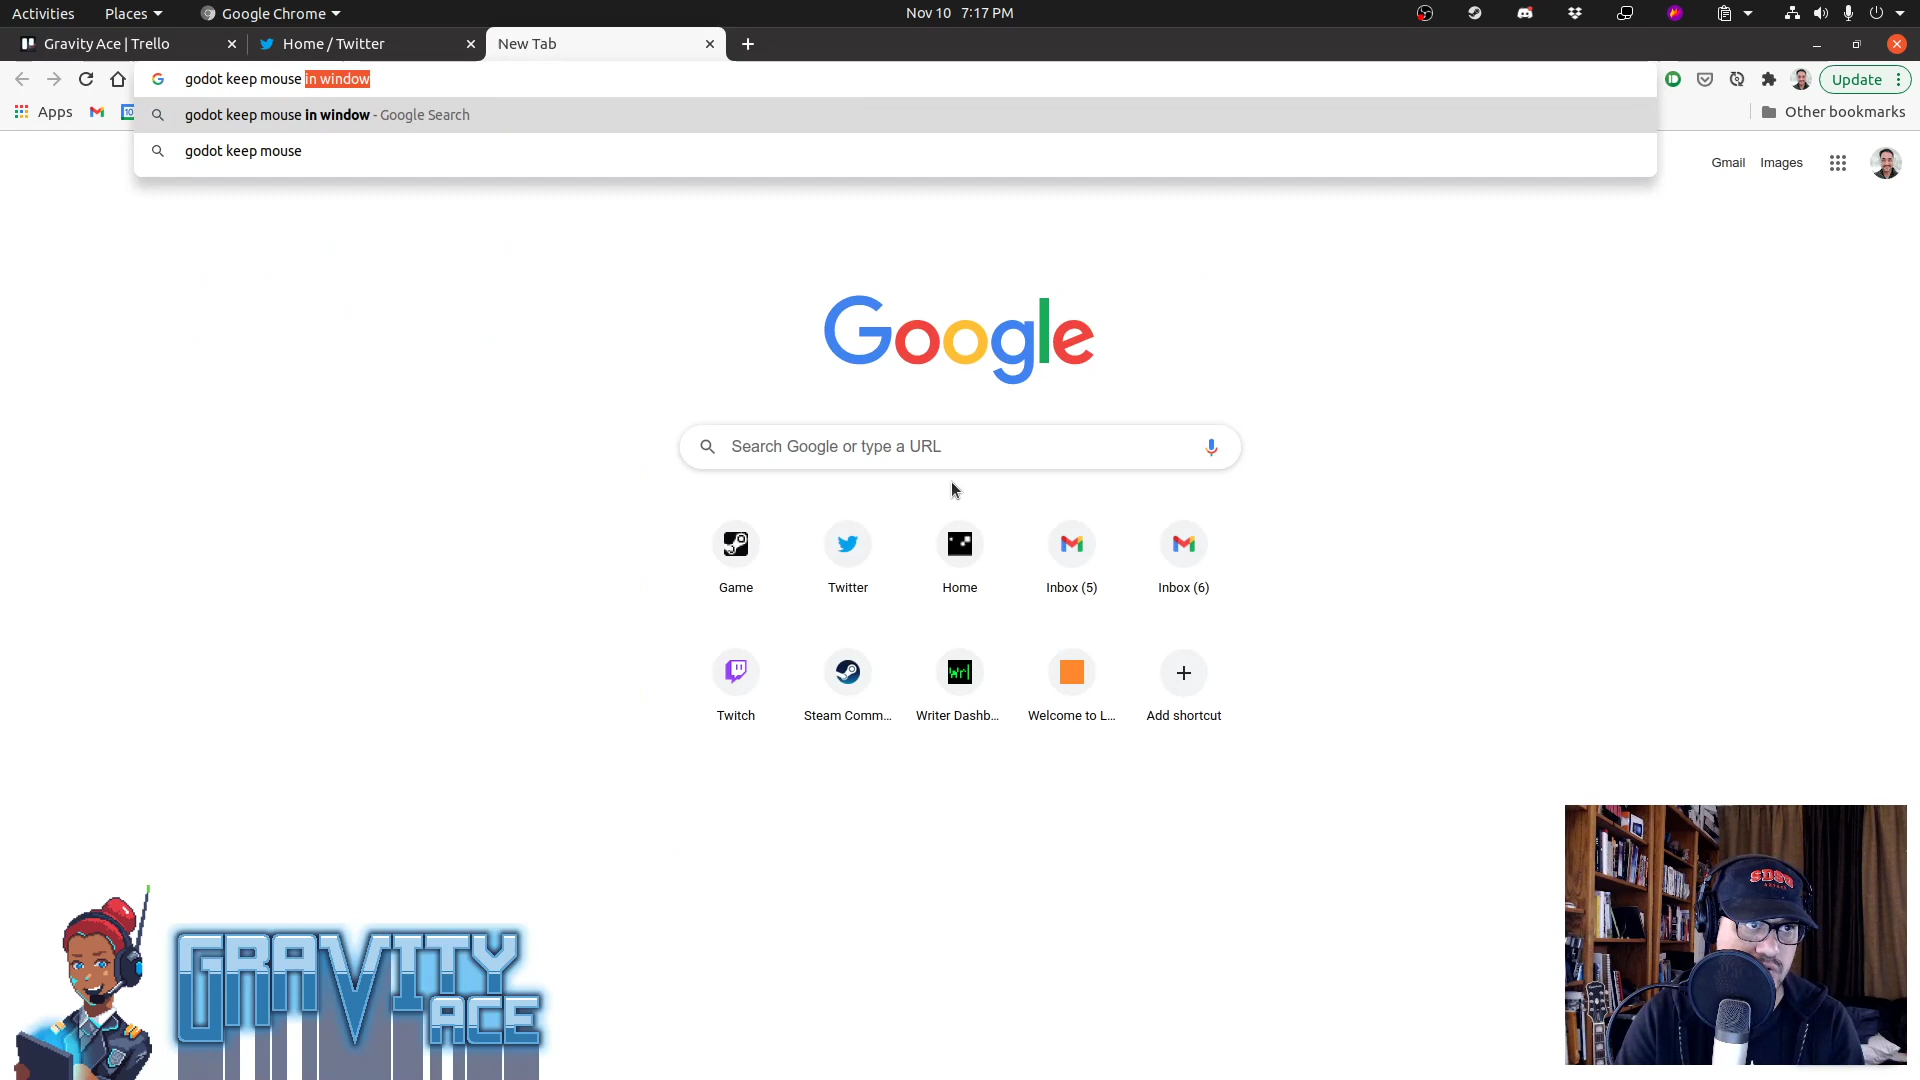 Activities Places Google Chrome Nov 10 7:17 PM
Gravity Ace | Trello Home / Twitter New Tab
godot keep mouse in window Update
Apps godot keep mouse in window - Google Search Other bookmarks
godot keep mouse
Gmail Images
Google
Search Google or type a URL
Game Twitter Home Inbox (5) Inbox (6)
Twitch Steam Comm... Writer Dashb... Welcome to L... Add shortcut
GRAVITY
ACE
SDSU